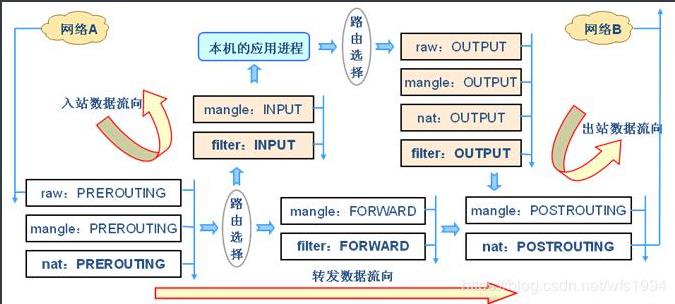 网络A
网络B
本机的应用进程
路由选择
raw：OUTPUT
mangle：OUTPUT
nat：OUTPUT
filter：OUTPUT
入站数据流向
mangle：INPUT
filter：INPUT
出站数据流向
raw：PREROUTING
mangle：PREROUTING
nat：PREROUTING
路由选择
mangle：FORWARD
filter：FORWARD
mangle：POSTROUTING
nat：POSTROUTING
转发数据流向
https://blog.csdn.net/wfs1994